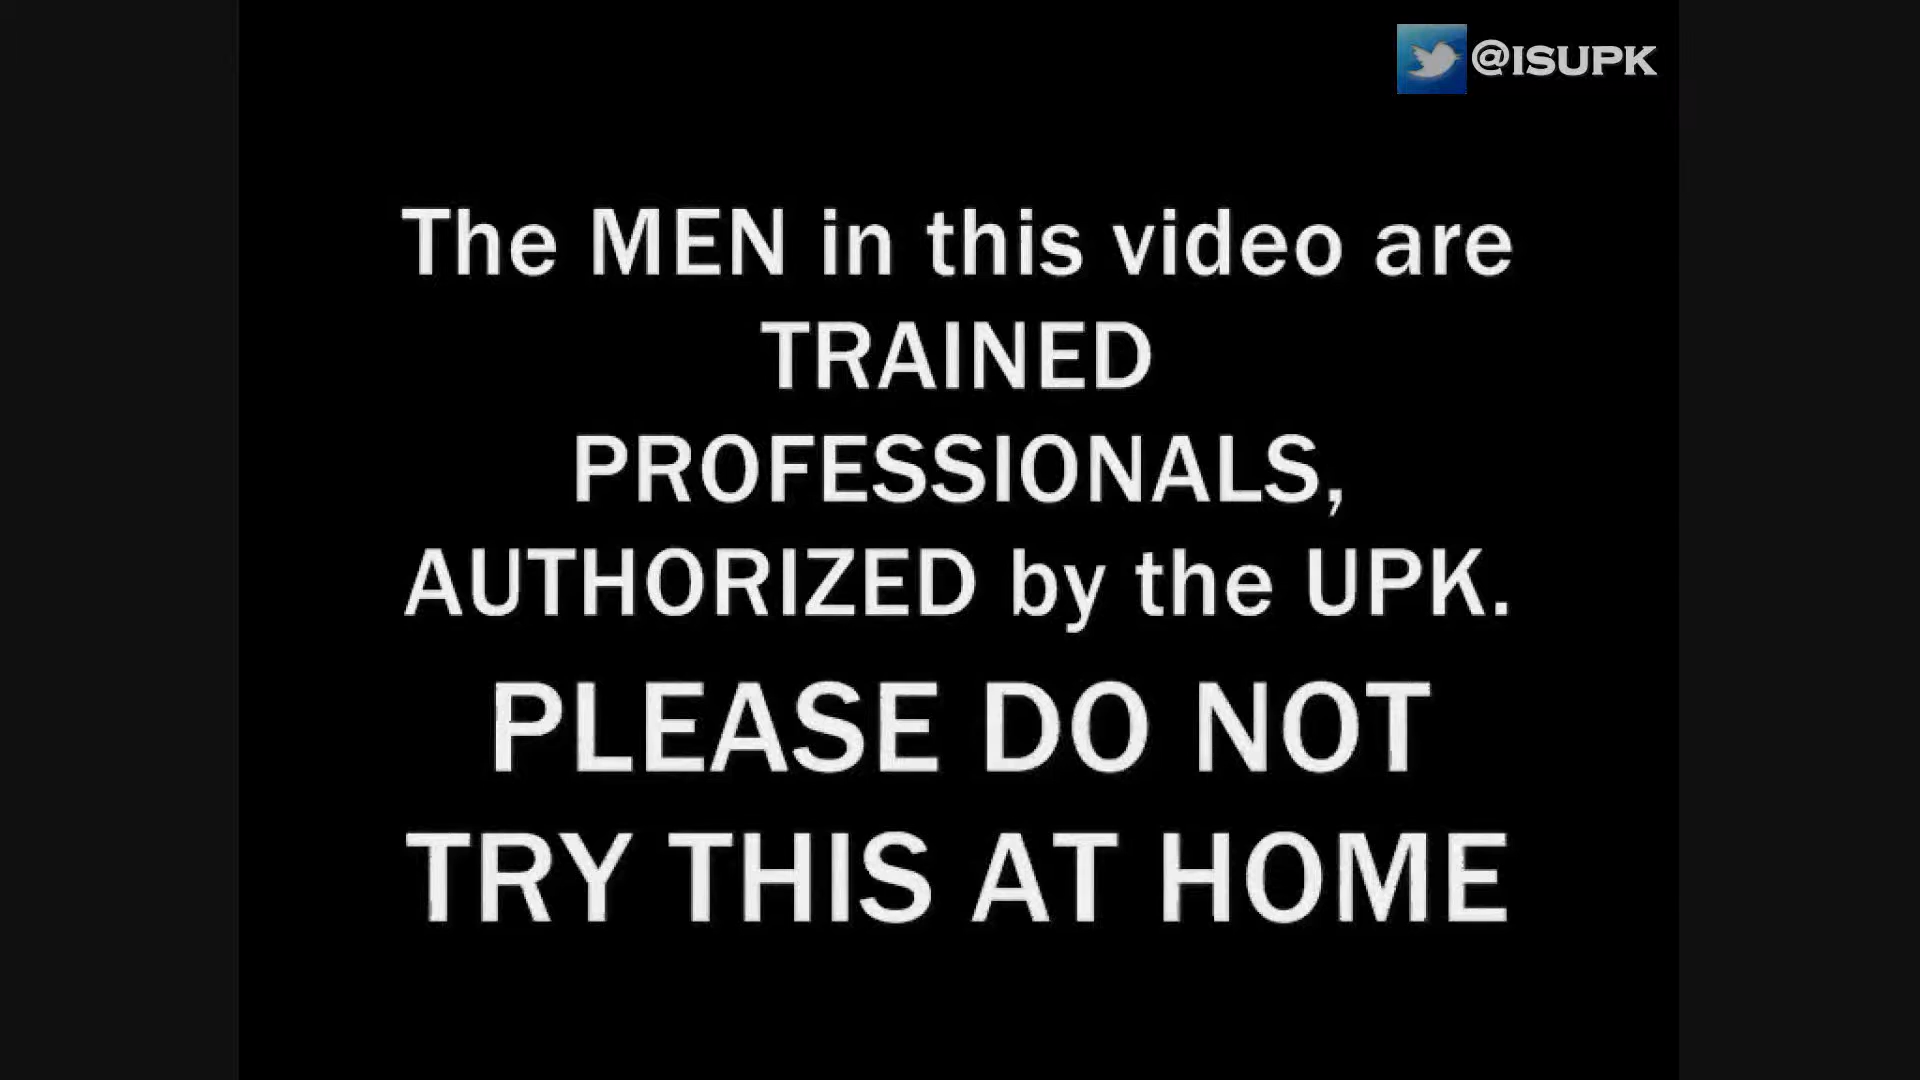 @ISUPK
The MEN in this video are
TRAINED
PROFESSIONALS,
AUTHORIZED by the UPK.
PLEASE DO NOT
TRY THIS AT HOME